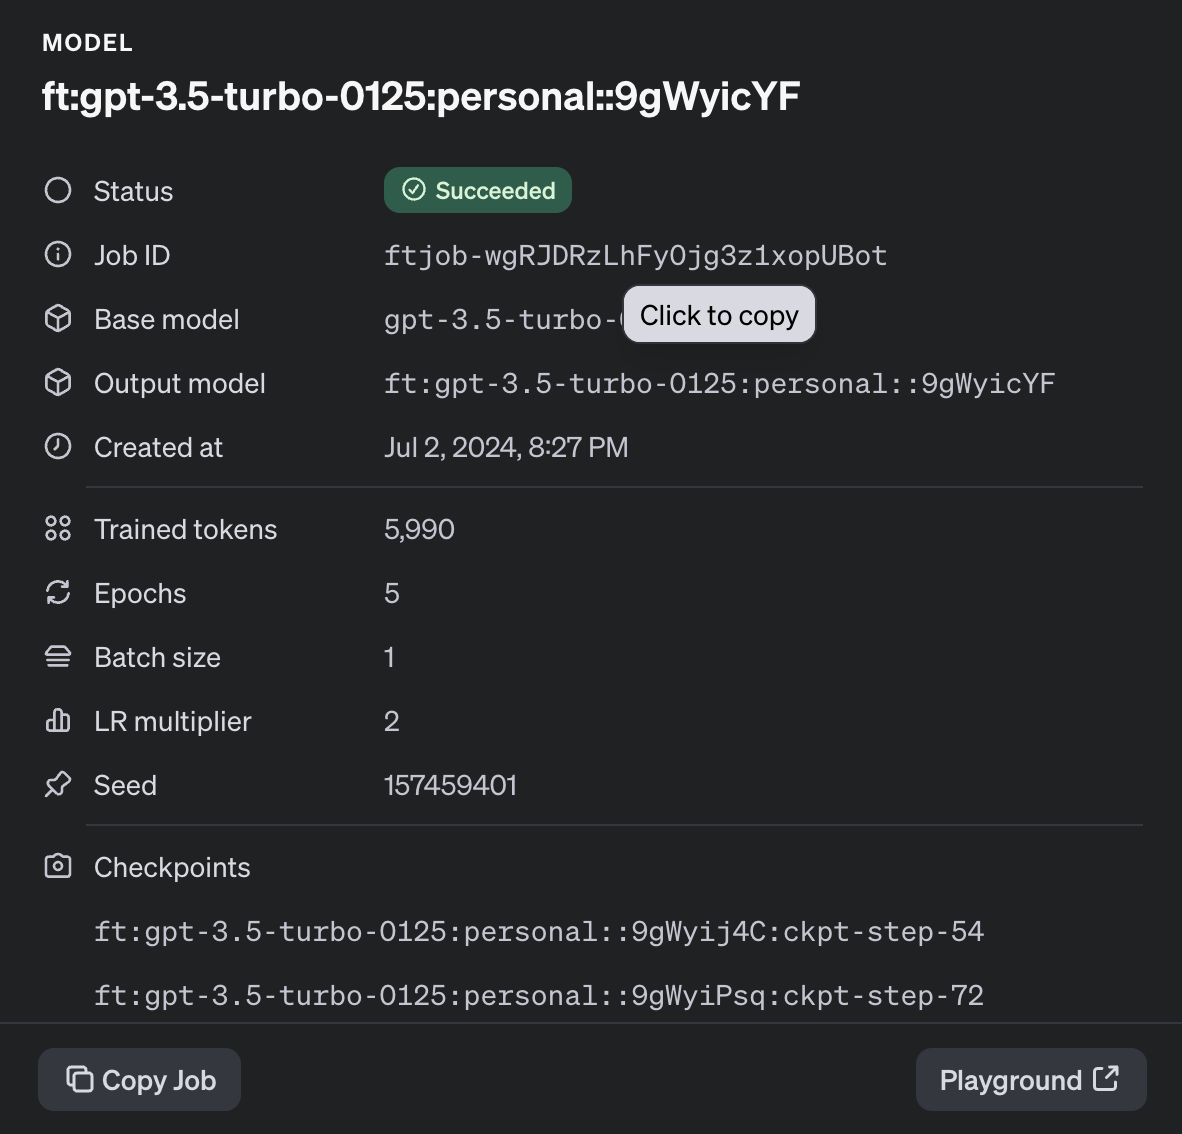 MODEL
ft:gpt-3.5-turbo-0125:personal::9gWyicYF
Status Succeeded
Job ID ftjob-wgRJDRzLhFyOjg3z1xopUBot
Base model gpt-3.5-turbo-
Click to copy
Output model ft:gpt-3.5-turbo-0125:personal::9gWyicYF
Created at Jul 2, 2024, 8:27 PM
Trained tokens 5,990
Epochs 5
Batch size 1
LR multiplier 2
Seed 157459401
Checkpoints
ft:gpt-3.5-turbo-0125:personal::9gWyij4C:ckpt-step-54
ft:gpt-3.5-turbo-0125:personal::9gWyiPsq:ckpt-step-72
Copy Job
Playground